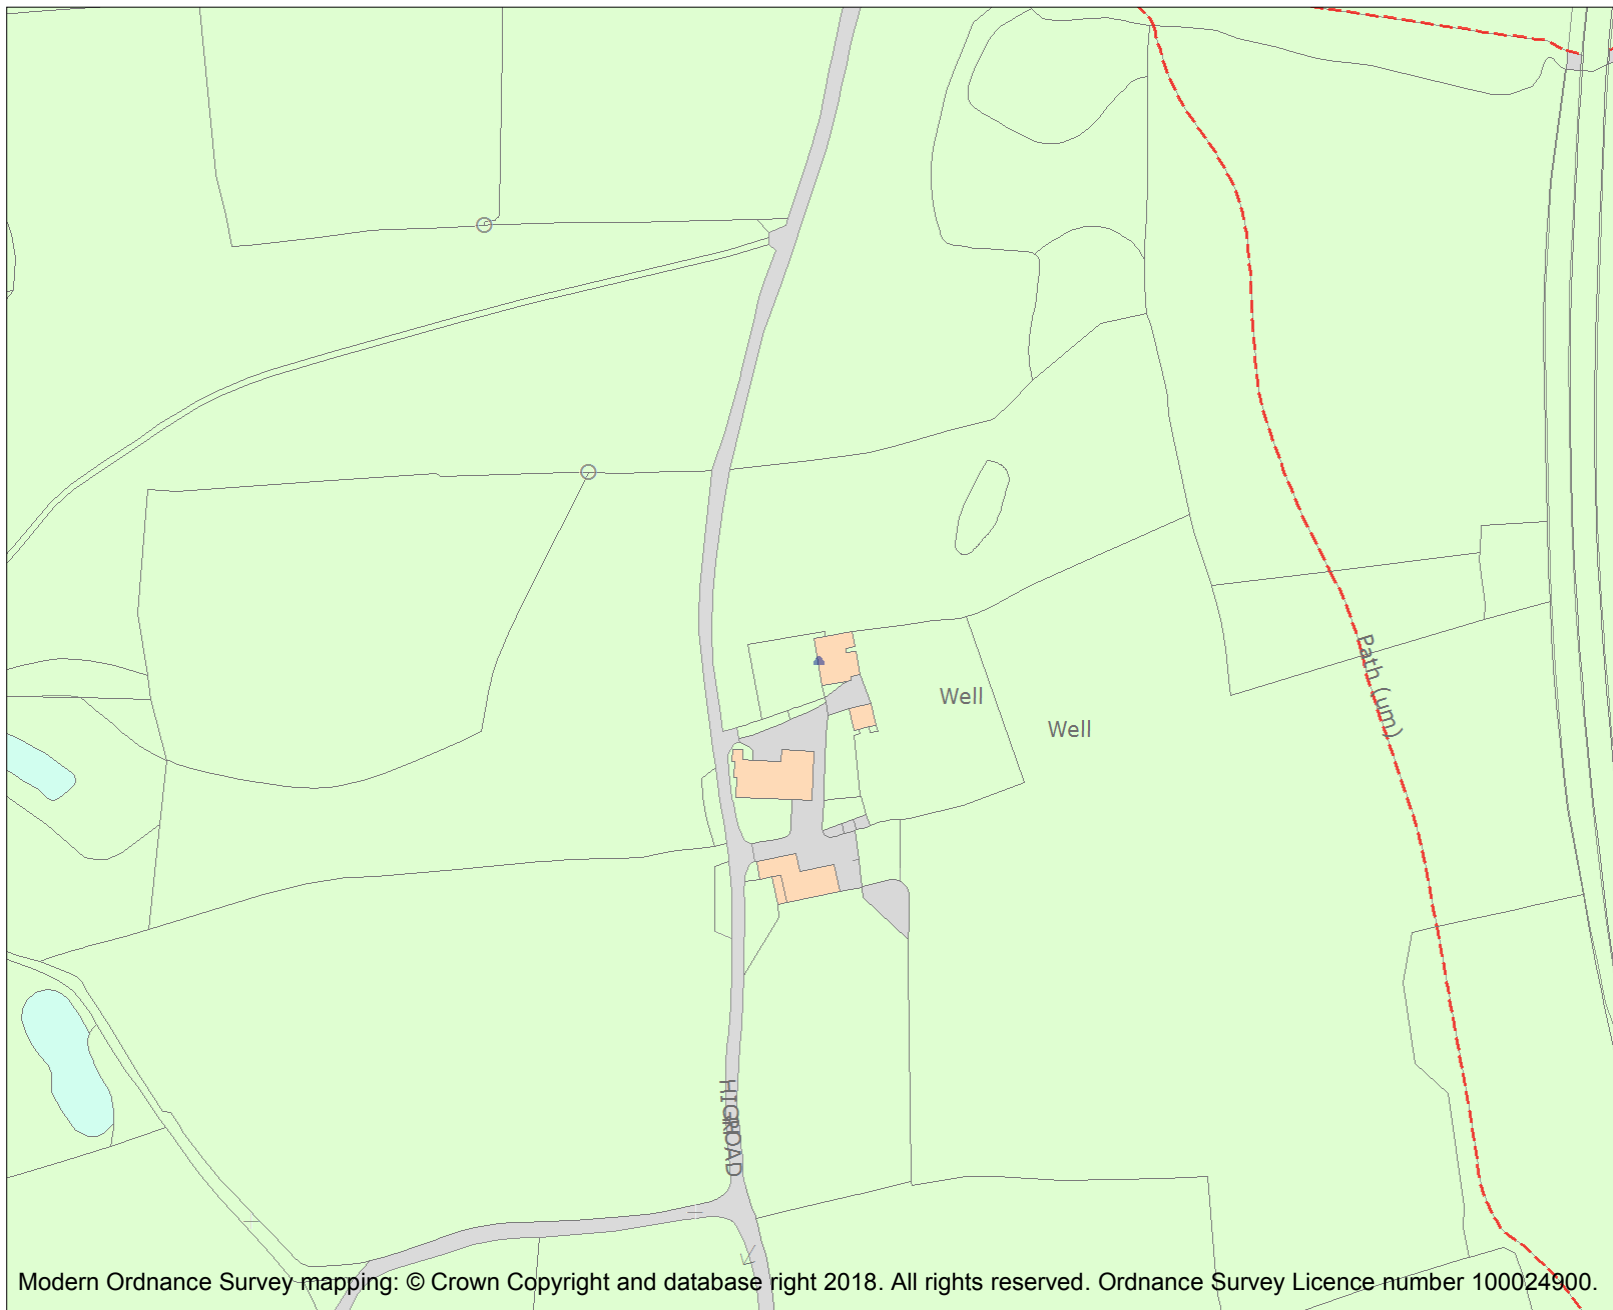 Path (um)
Well
Well
HIGH
ROAD
Modern Ordnance Survey mapping: © Crown Copyright and database right 2018. All rights reserved. Ordnance Survey Licence number 100024900.